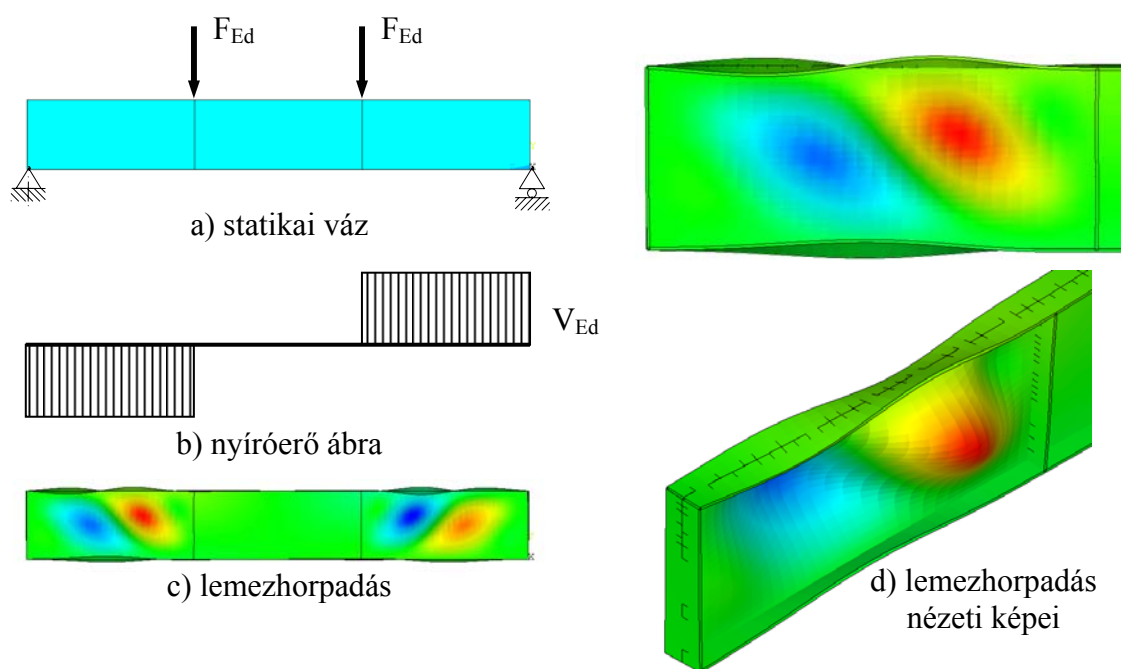 F_Ed F_Ed
a) statikai váz
V_Ed
b) nyíróerő ábra
c) lemezhorpadás
d) lemezhorpadás
nézeti képei